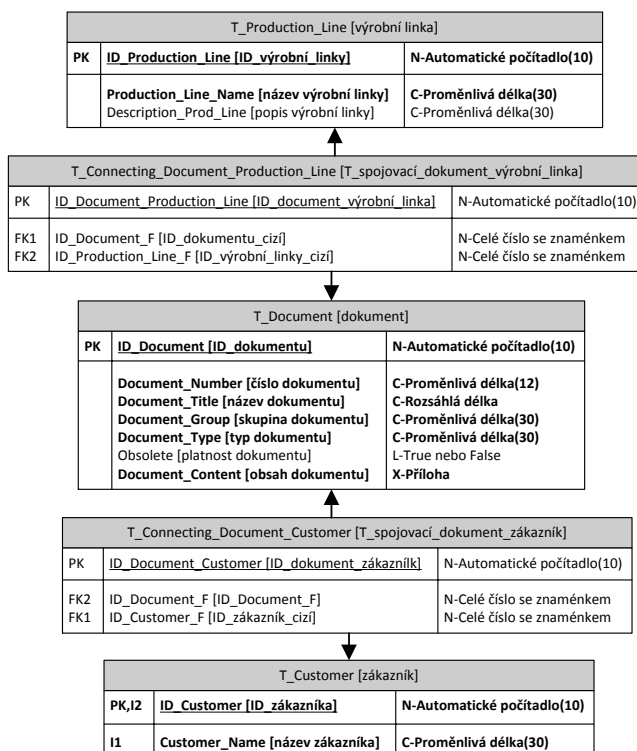 T_Production_Line [výrobní linka]
PK ID_Production_Line [ID_výrobní_linky] N-Automatické počítadlo(10)
Production_Line_Name [název výrobní linky] C-Proměnlivá délka(30)
Description_Prod_Line [popis výrobní linky] C-Proměnlivá délka(30)
T_Connecting_Document_Production_Line [T_spojovací_dokument_výrobní_linka]
PK ID_Document_Production_Line [ID_document_výrobní_linka] N-Automatické počítadlo(10)
FK1 ID_Document_F [ID_dokumentu_cizí] N-Celé číslo se znaménkem
FK2 ID_Production_Line_F [ID_výrobní_linky_cizí] N-Celé číslo se znaménkem
T_Document [dokument]
PK ID_Document [ID_dokumentu] N-Automatické počítadlo(10)
Document_Number [číslo dokumentu] C-Proměnlivá délka(12)
Document_Title [název dokumentu] C-Rozsáhlá délka
Document_Group [skupina dokumentu] C-Proměnlivá délka(30)
Document_Type [typ dokumentu] C-Proměnlivá délka(30)
Obsolete [platnost dokumentu] L-True nebo False
Document_Content [obsah dokumentu] X-Příloha
T_Connecting_Document_Customer [T_spojovací_dokument_zákazník]
PK ID_Document_Customer [ID_dokument_zákaznílk] N-Automatické počítadlo(10)
FK2 ID_Document_F [ID_Document_F] N-Celé číslo se znaménkem
FK1 ID_Customer_F [ID_zákazník_cizí] N-Celé číslo se znaménkem
T_Customer [zákazník]
PK,I2 ID_Customer [ID_zákazníka] N-Automatické počítadlo(10)
I1 Customer_Name [název zákazníka] C-Proměnlivá délka(30)